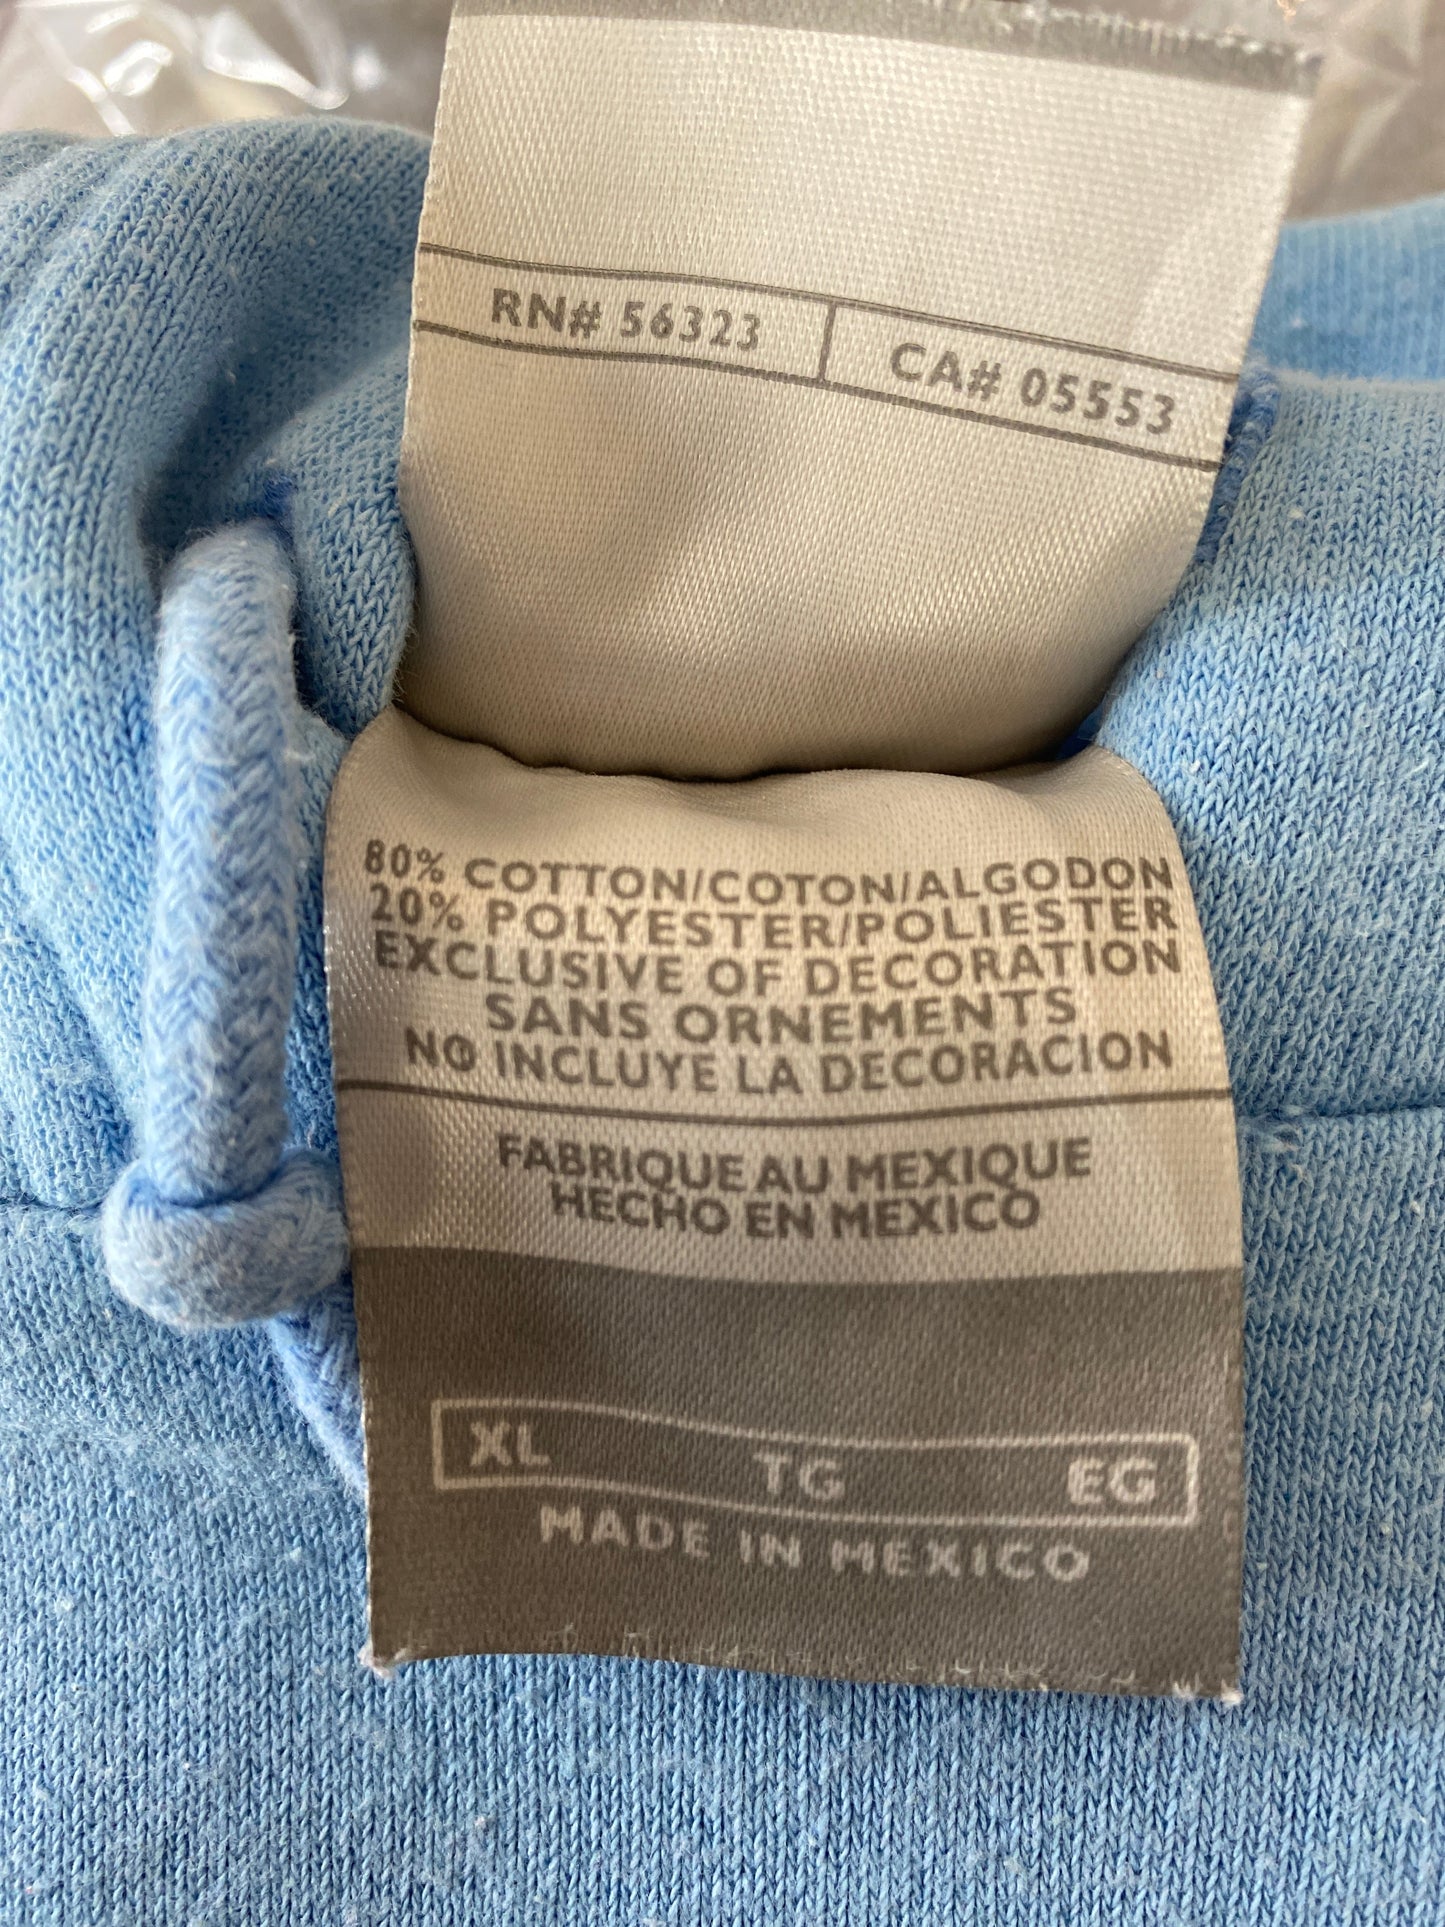 RN# 56323 CA# 05553
80% COTTON/COTON/ALGODON
20% POLYESTER/POLIESTER
EXCLUSIVE OF DECORATION
SANS ORNEMENTS
NO INCLUYE LA DECORACION
FABRIQUE AU MEXIQUE
HECHO EN MEXICO
XL TG EG
MADE IN MEXICO